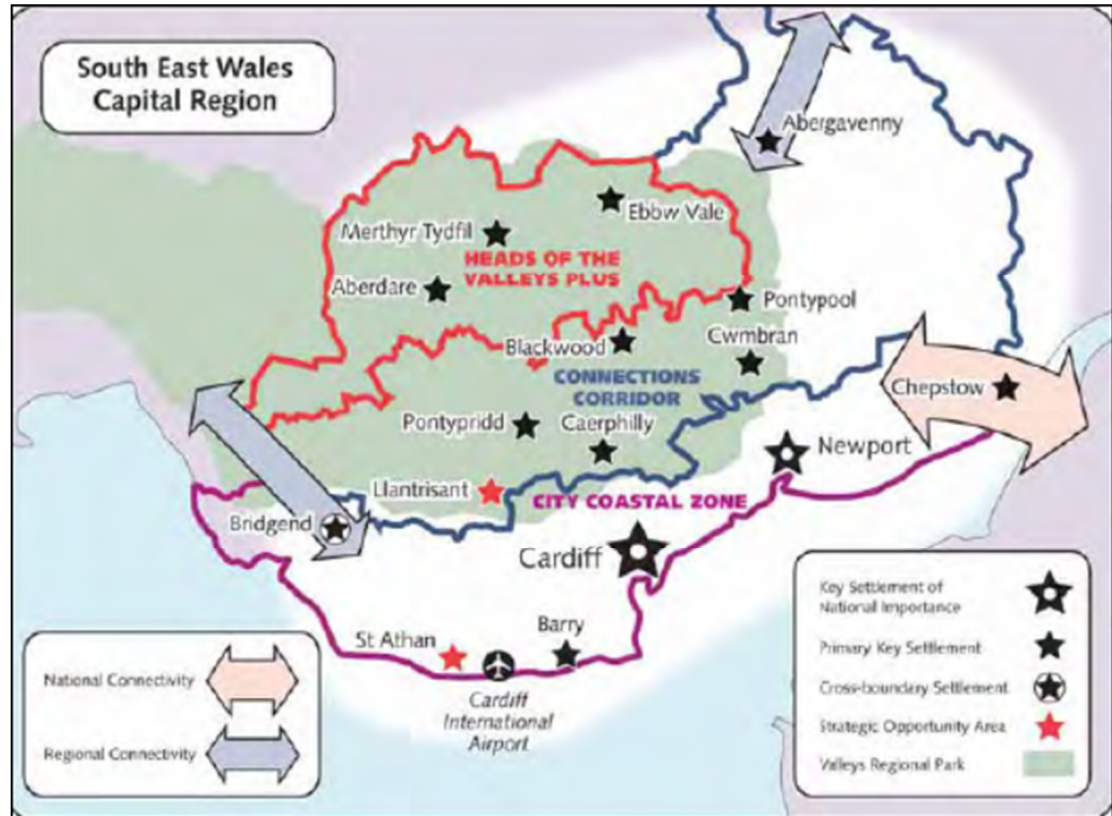 South East Wales
Capital Region
Abergavenny
Ebbw Vale
Merthyr Tydfil
HEADS OF THE
VALLEYS PLUS
Aberdare
Pontypool
Blackwood
Cwmbran
CONNECTIONS
CORRIDOR
Chepstow
Pontypridd
Caerphilly
Newport
Llantrisant
CITY COASTAL ZONE
Bridgend
Cardiff
St Athan
Barry
Cardiff
International
Airport
National Connectivity
Regional Connectivity
Key Settlement of
National Importance
Primary Key Settlement
Cross-boundary Settlement
Strategic Opportunity Area
Valleys Regional Park